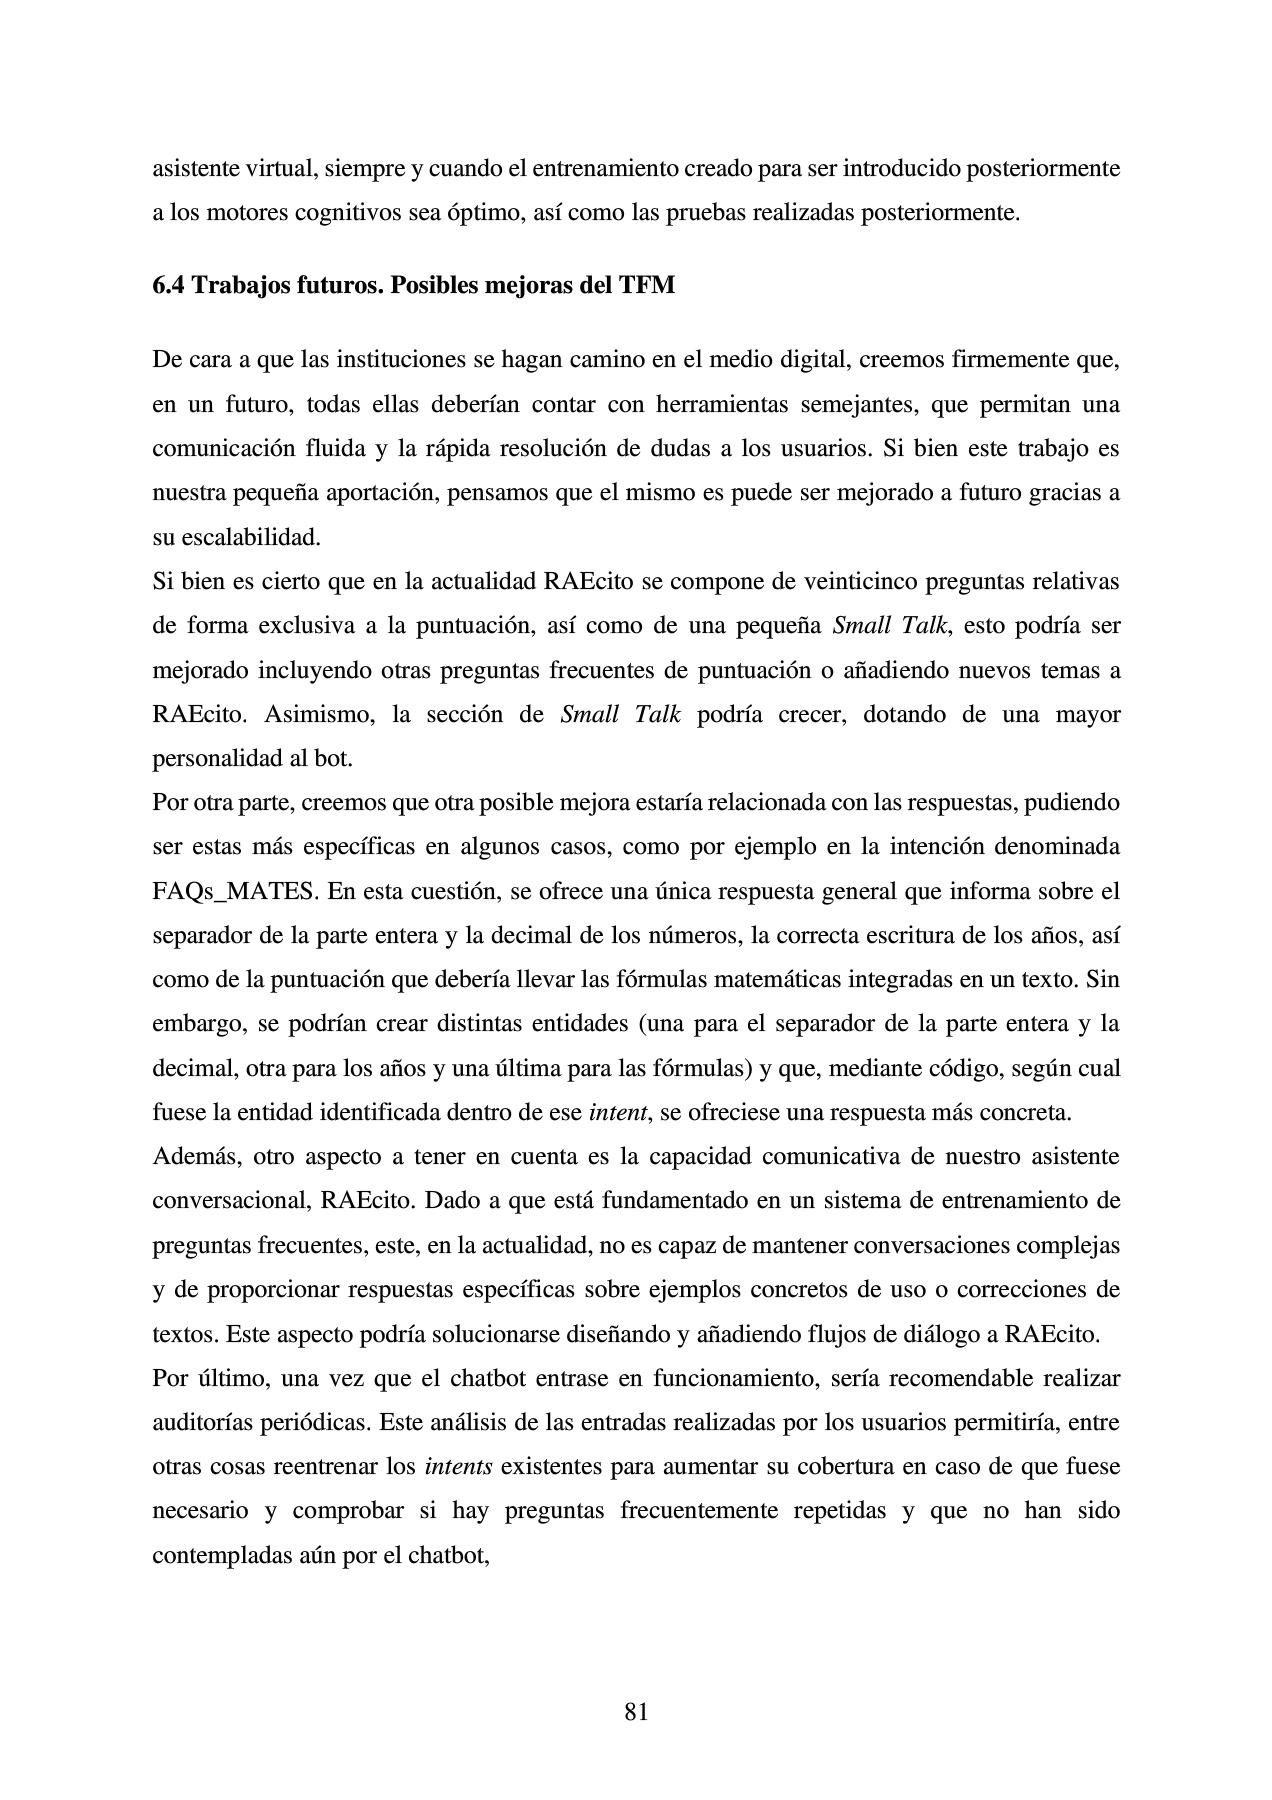 asistente virtual, siempre y cuando el entrenamiento creado para ser introducido posteriormente
a los motores cognitivos sea óptimo, así como las pruebas realizadas posteriormente.
6.4 Trabajos futuros. Posibles mejoras del TFM
De cara a que las instituciones se hagan camino en el medio digital, creemos firmemente que,
en un futuro, todas ellas deberían contar con herramientas semejantes, que permitan una
comunicación fluida y la rápida resolución de dudas a los usuarios. Si bien este trabajo es
nuestra pequeña aportación, pensamos que el mismo es puede ser mejorado a futuro gracias a
su escalabilidad.
Si bien es cierto que en la actualidad RAEcito se compone de veinticinco preguntas relativas
de forma exclusiva a la puntuación, así como de una pequeña Small Talk, esto podría ser
mejorado incluyendo otras preguntas frecuentes de puntuación o añadiendo nuevos temas a
RAEcito. Asimismo, la sección de Small Talk podría crecer, dotando de una mayor
personalidad al bot.
Por otra parte, creemos que otra posible mejora estaría relacionada con las respuestas, pudiendo
ser estas más específicas en algunos casos, como por ejemplo en la intención denominada
FAQs_MATES. En esta cuestión, se ofrece una única respuesta general que informa sobre el
separador de la parte entera y la decimal de los números, la correcta escritura de los años, así
como de la puntuación que debería llevar las fórmulas matemáticas integradas en un texto. Sin
embargo, se podrían crear distintas entidades (una para el separador de la parte entera y la
decimal, otra para los años y una última para las fórmulas) y que, mediante código, según cual
fuese la entidad identificada dentro de ese intent, se ofreciese una respuesta más concreta.
Además, otro aspecto a tener en cuenta es la capacidad comunicativa de nuestro asistente
conversacional, RAEcito. Dado a que está fundamentado en un sistema de entrenamiento de
preguntas frecuentes, este, en la actualidad, no es capaz de mantener conversaciones complejas
y de proporcionar respuestas específicas sobre ejemplos concretos de uso o correcciones de
textos. Este aspecto podría solucionarse diseñando y añadiendo flujos de diálogo a RAEcito.
Por último, una vez que el chatbot entrase en funcionamiento, sería recomendable realizar
auditorías periódicas. Este análisis de las entradas realizadas por los usuarios permitiría, entre
otras cosas reentrenar los intents existentes para aumentar su cobertura en caso de que fuese
necesario y comprobar si hay preguntas frecuentemente repetidas y que no han sido
contempladas aún por el chatbot,
81